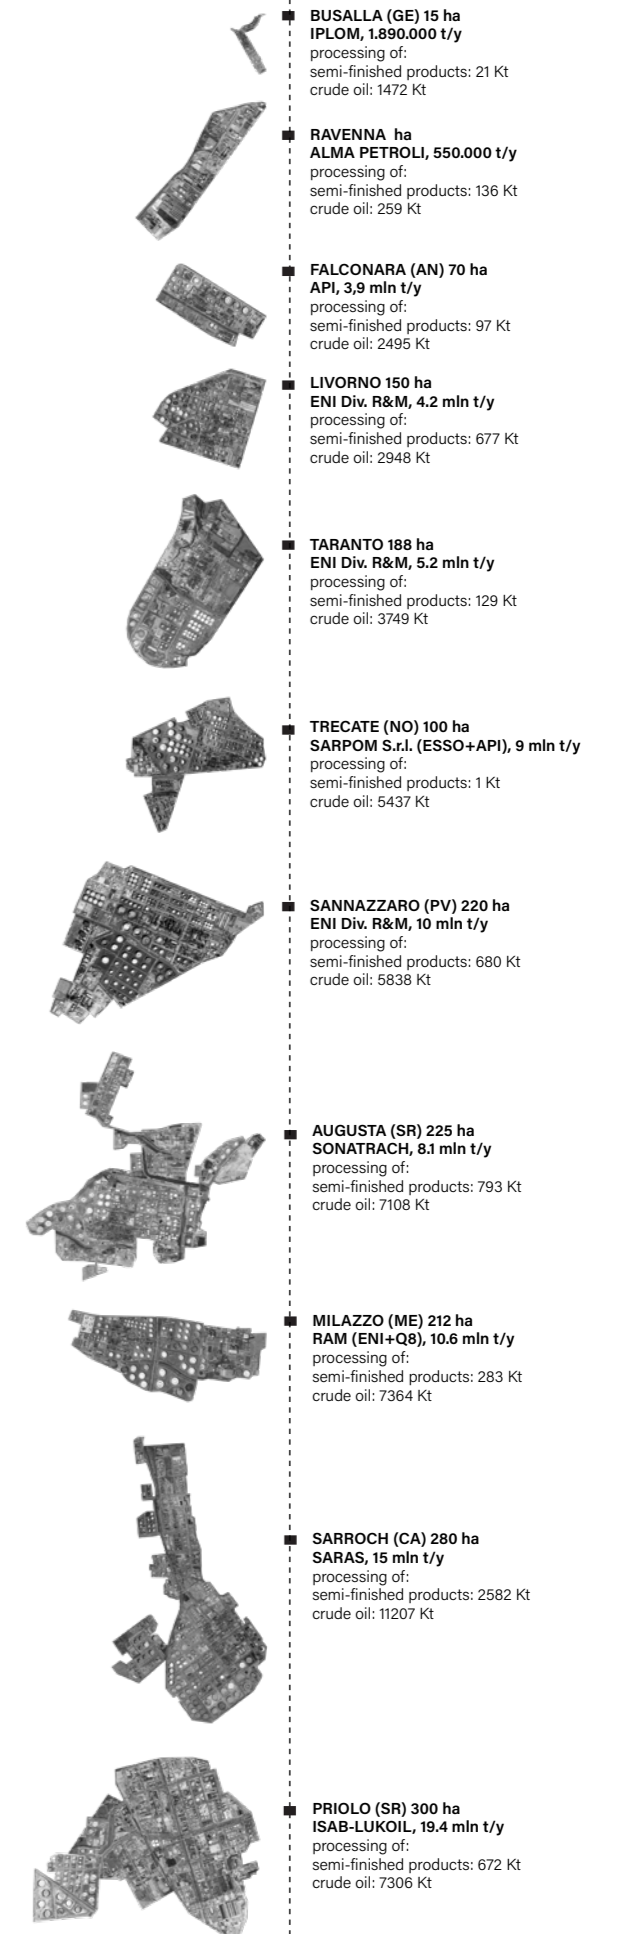 BUSALLA (GE) 15 ha
IPLOM, 1.890.000 t/y
processing of:
semi-finished products: 21 Kt
crude oil: 1472 Kt
RAVENNA  ha
ALMA PETROLI, 550.000 t/y
processing of:
semi-finished products: 136 Kt
crude oil: 259 Kt
FALCONARA (AN) 70 ha
API, 3,9 mln t/y
processing of:
semi-finished products: 97 Kt
crude oil: 2495 Kt
LIVORNO 150 ha
ENI Div. R&M, 4.2 mln t/y
processing of:
semi-finished products: 677 Kt
crude oil: 2948 Kt
TARANTO 188 ha
ENI Div. R&M, 5.2 mln t/y
processing of:
semi-finished products: 129 Kt
crude oil: 3749 Kt
TRECATE (NO) 100 ha
SARPOM S.r.l. (ESSO+API), 9 mln t/y
processing of:
semi-finished products: 1 Kt
crude oil: 5437 Kt
SANNAZZARO (PV) 220 ha
ENI Div. R&M, 10 mln t/y
processing of:
semi-finished products: 680 Kt
crude oil: 5838 Kt
AUGUSTA (SR) 225 ha
SONATRACH, 8.1 mln t/y
processing of:
semi-finished products: 793 Kt
crude oil: 7108 Kt
MILAZZO (ME) 212 ha
RAM (ENI+Q8), 10.6 mln t/y
processing of:
semi-finished products: 283 Kt
crude oil: 7364 Kt
SARROCH (CA) 280 ha
SARAS, 15 mln t/y
processing of:
semi-finished products: 2582 Kt
crude oil: 11207 Kt
PRIOLO (SR) 300 ha
ISAB-LUKOIL, 19.4 mln t/y
processing of:
semi-finished products: 672 Kt
crude oil: 7306 Kt